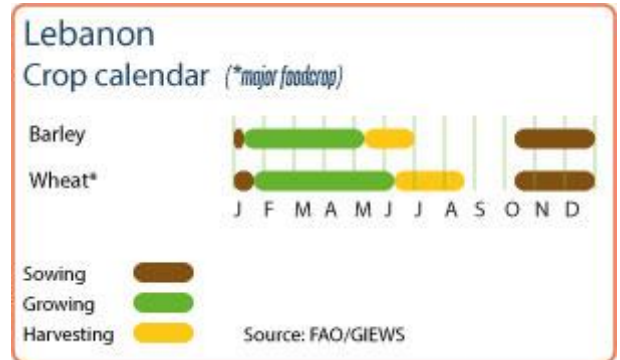 Lebanon
Crop calendar (*major foodcrop)
Barley
Wheat*
J F M A M J J A S O N D
Sowing
Growing
Harvesting Source: FAO/GIEWS